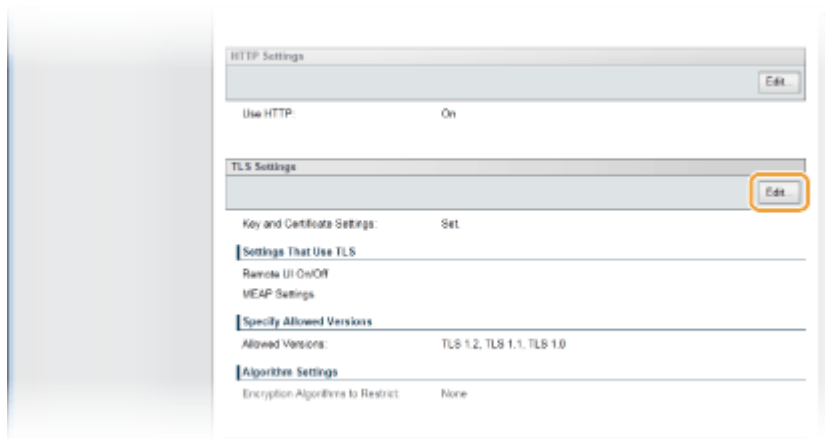 HTTP Settings
Edit...
Use HTTP: On
TLS Settings
Edit...
Key and Certificate Settings: Set.
Settings That Use TLS
Remote UI On/Off
MEAP Settings
Specify Allowed Versions
Allowed Versions: TLS 1.2, TLS 1.1, TLS 1.0
Algorithm Settings
Encryption Algorithms to Restrict: None